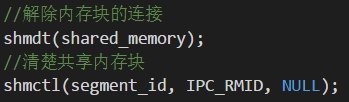 //解除内存块的连接
shmdt(shared_memory);
//清楚共享内存块
shmctl(segment_id, IPC_RMID, NULL);